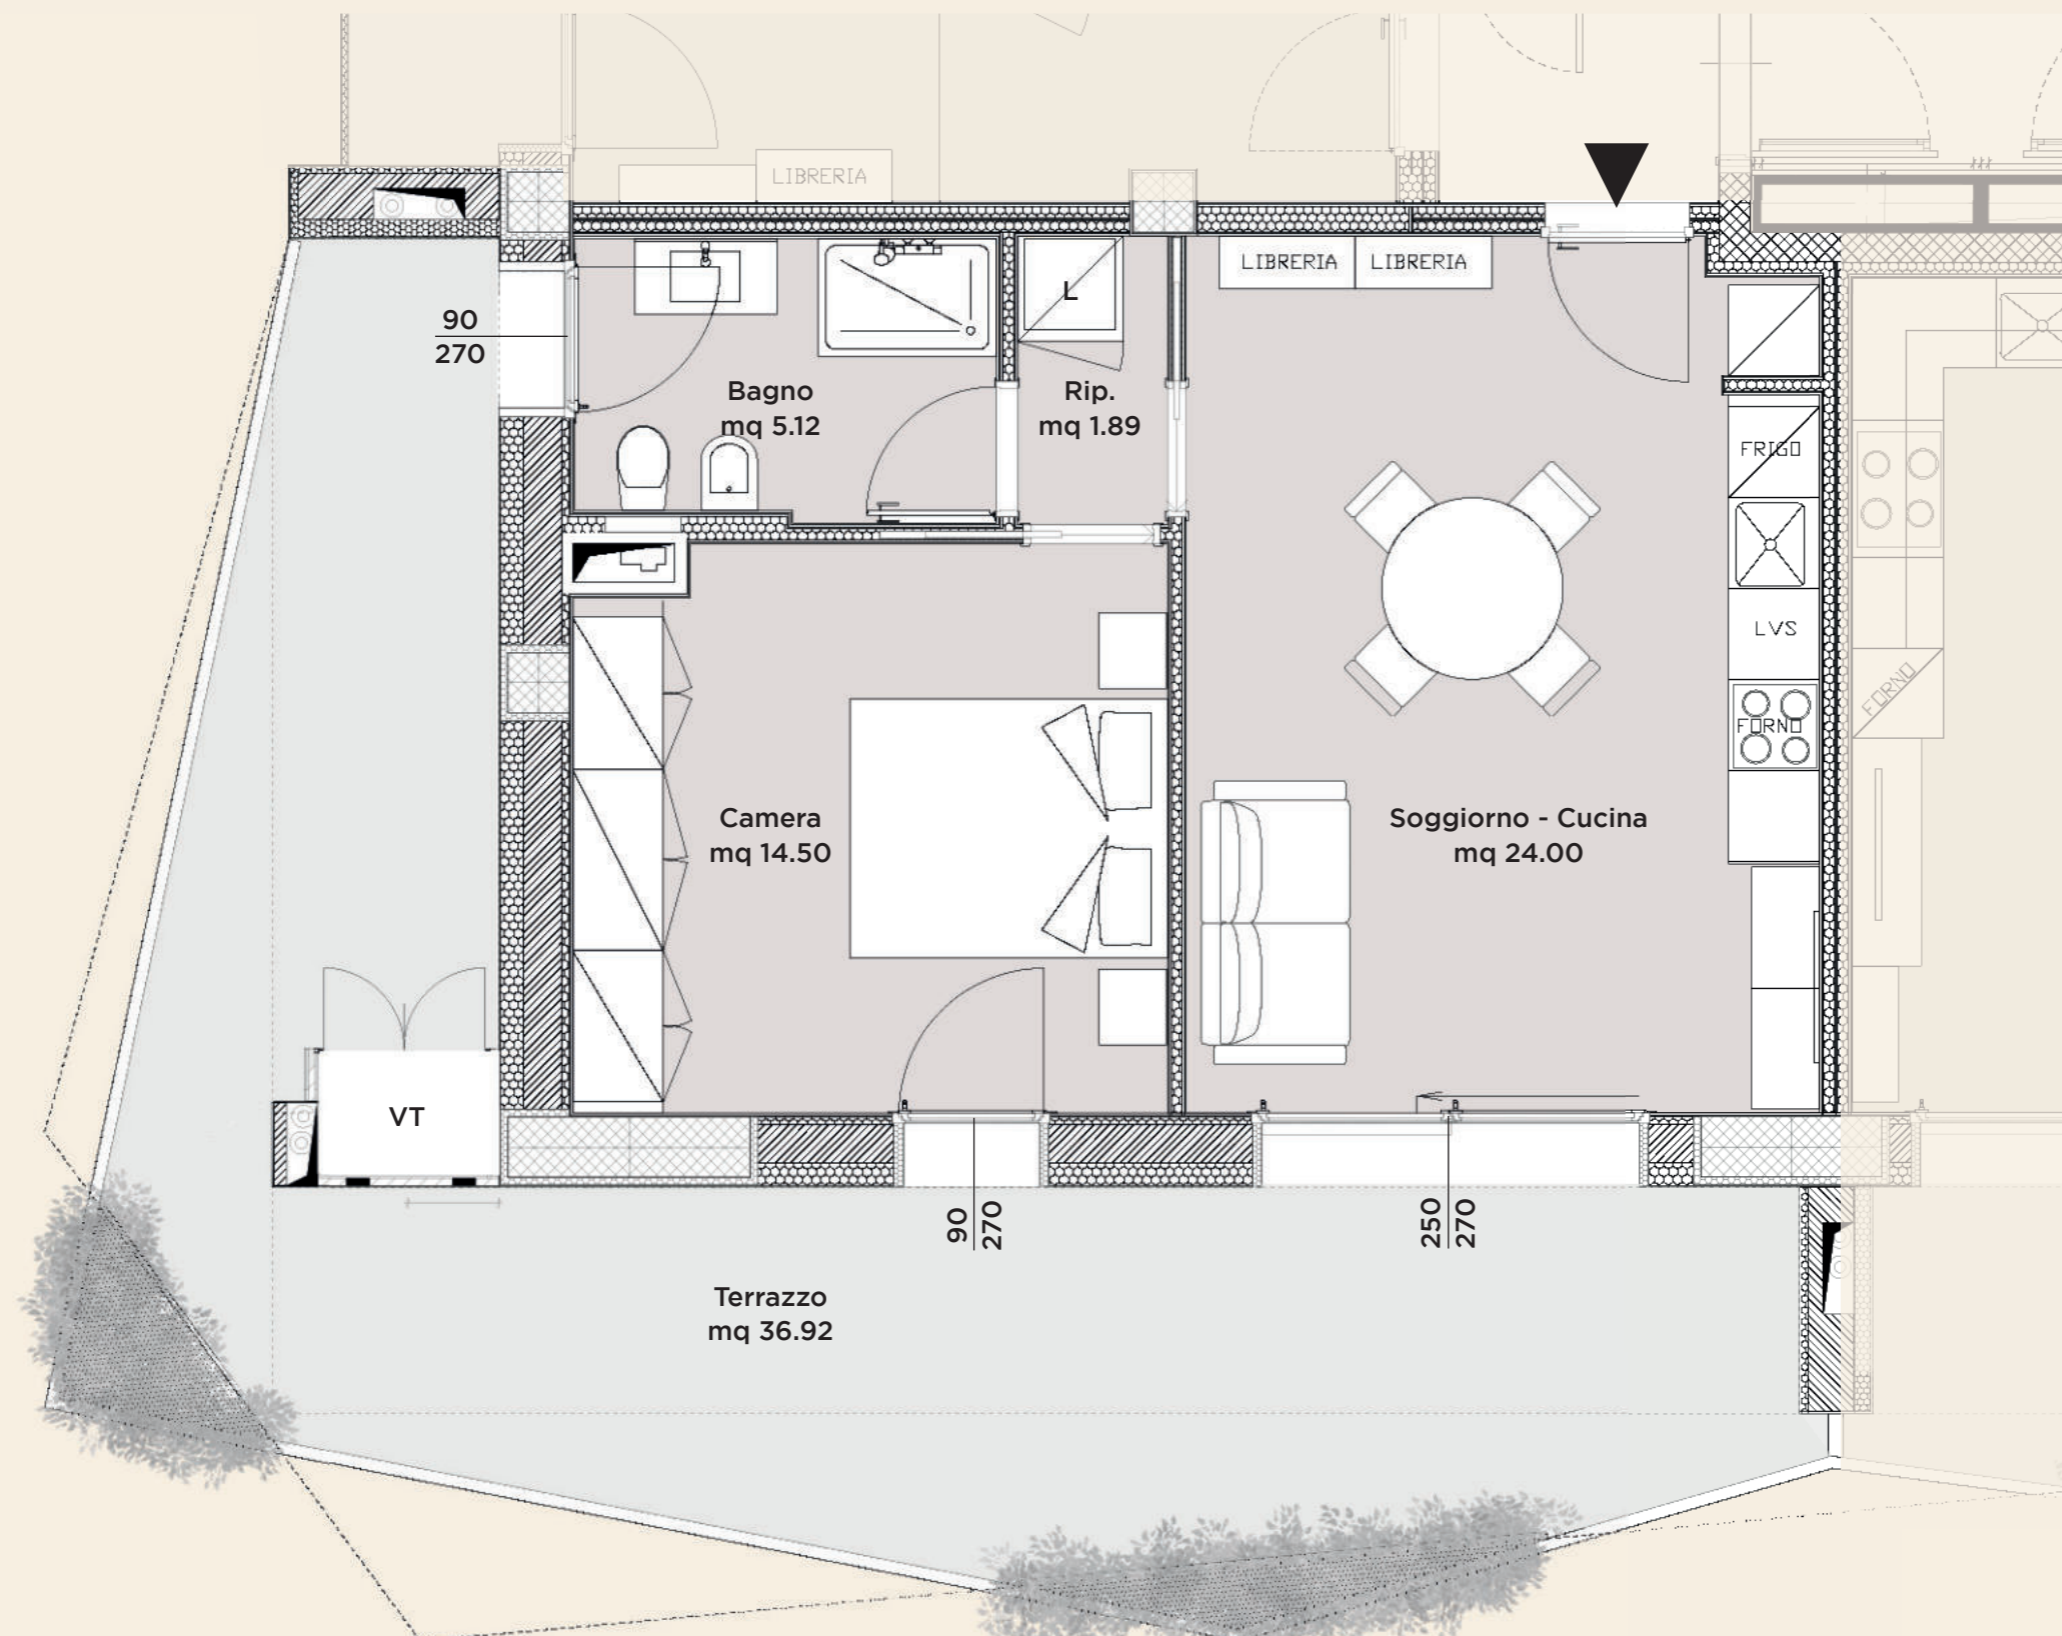 LIBRERIA
LIBRERIA
LIBRERIA
L
90
270
Bagno
mq 5.12
Rip.
mq 1.89
FRIGO
LVS
FORNO
FORNO
Camera
mq 14.50
Soggiorno - Cucina
mq 24.00
VT
90
270
250
270
Terrazzo
mq 36.92